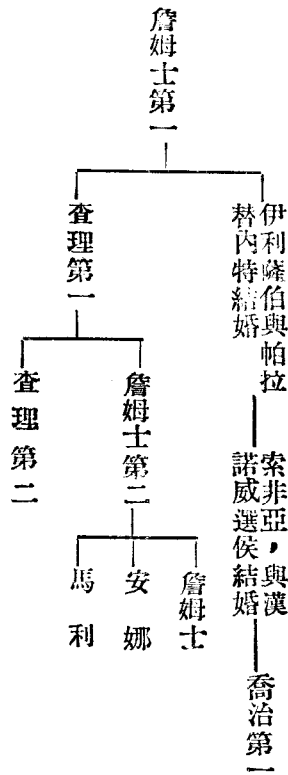 詹姆士第一
伊利薩伯與帕拉
替內特結婚
查理第一
索非亞，與漢
諾威選侯結婚
詹姆士第二
查理第二
喬治第一
詹姆士
安娜
馬利